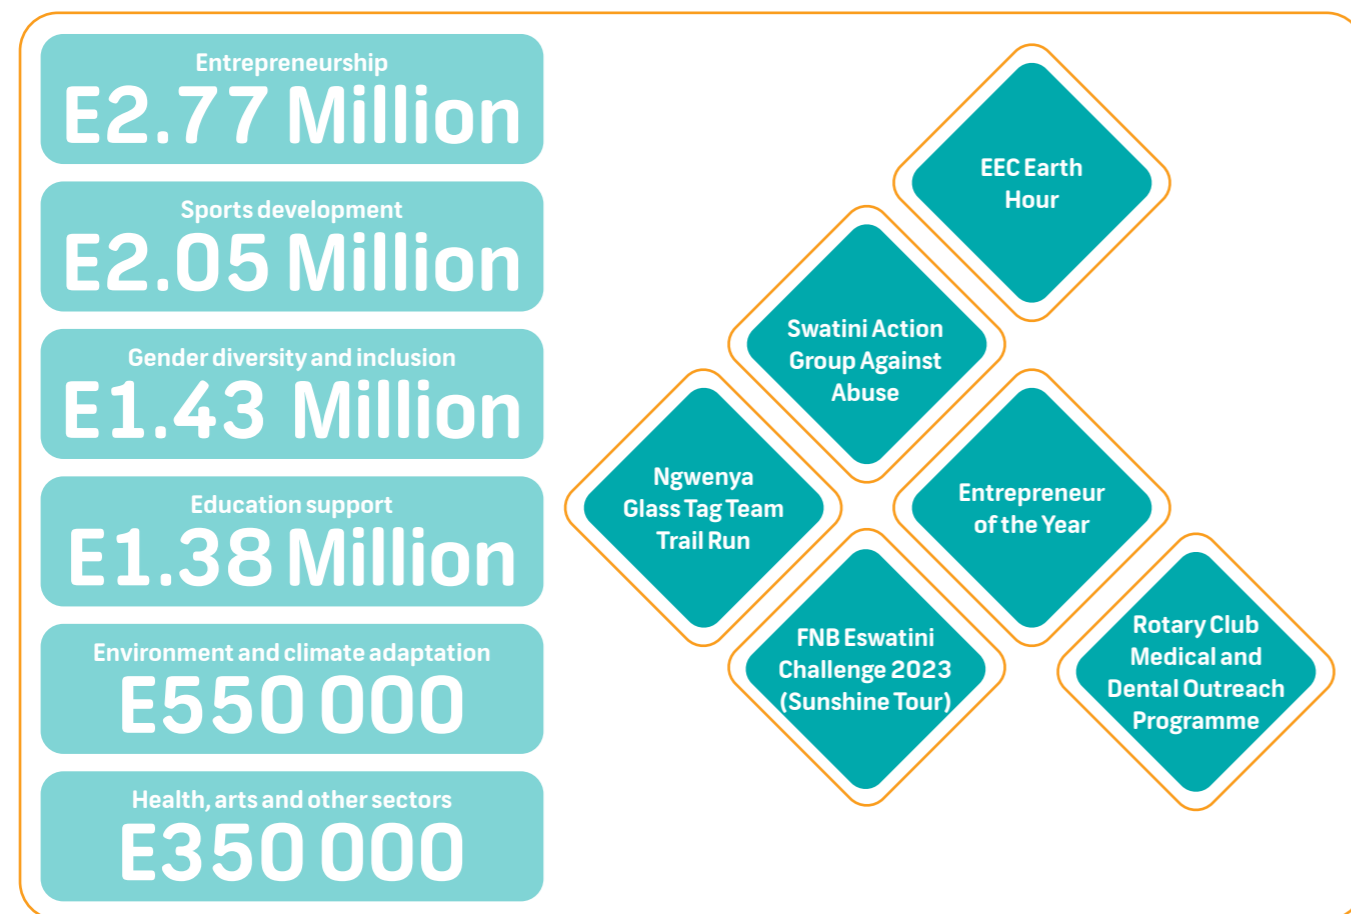 Entrepreneurship
E2.77 Million
Sports development
E2.05 Million
Gender diversity and inclusion
E1.43 Million
Education support
E1.38 Million
Environment and climate adaptation
E550 000
Health, arts and other sectors
E350 000
EEC Earth
Hour
Swatini Action
Group Against
Abuse
Ngwenya
Glass Tag Team
Trail Run
Entrepreneur
of the Year
FNB Eswatini
Challenge 2023
(Sunshine Tour)
Rotary Club
Medical and
Dental Outreach
Programme